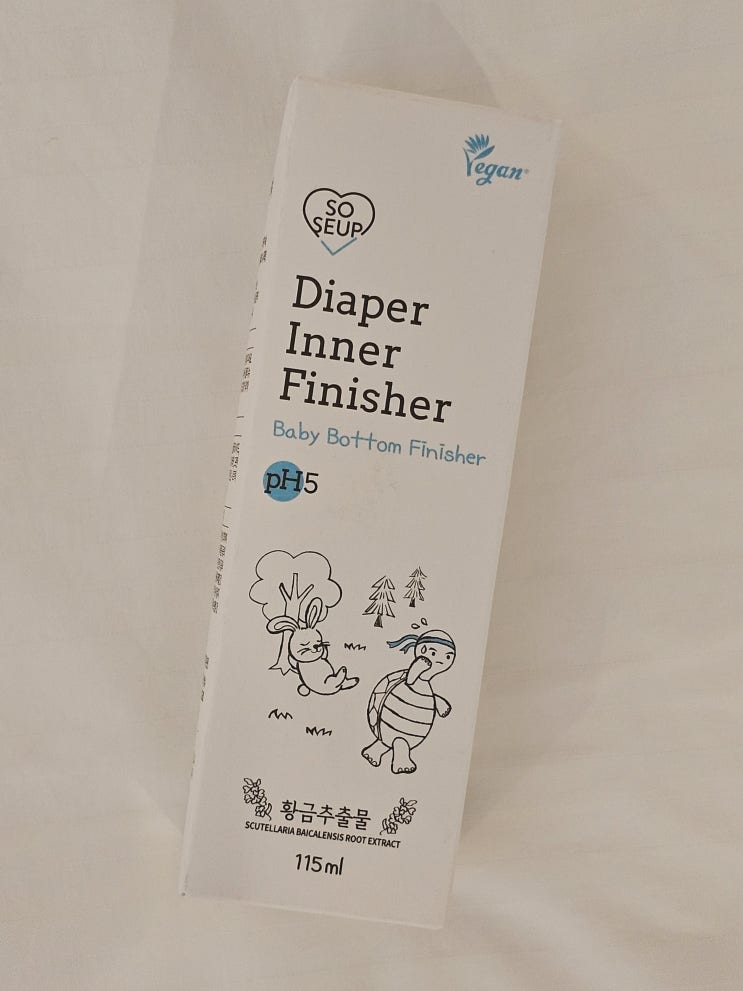 Vegan
SO
SEUP
Diaper
Inner
Finisher
Baby Bottom Finisher
pH5
황금추출물
SCUTELLARIA BAICALENSIS ROOT EXTRACT
115ml